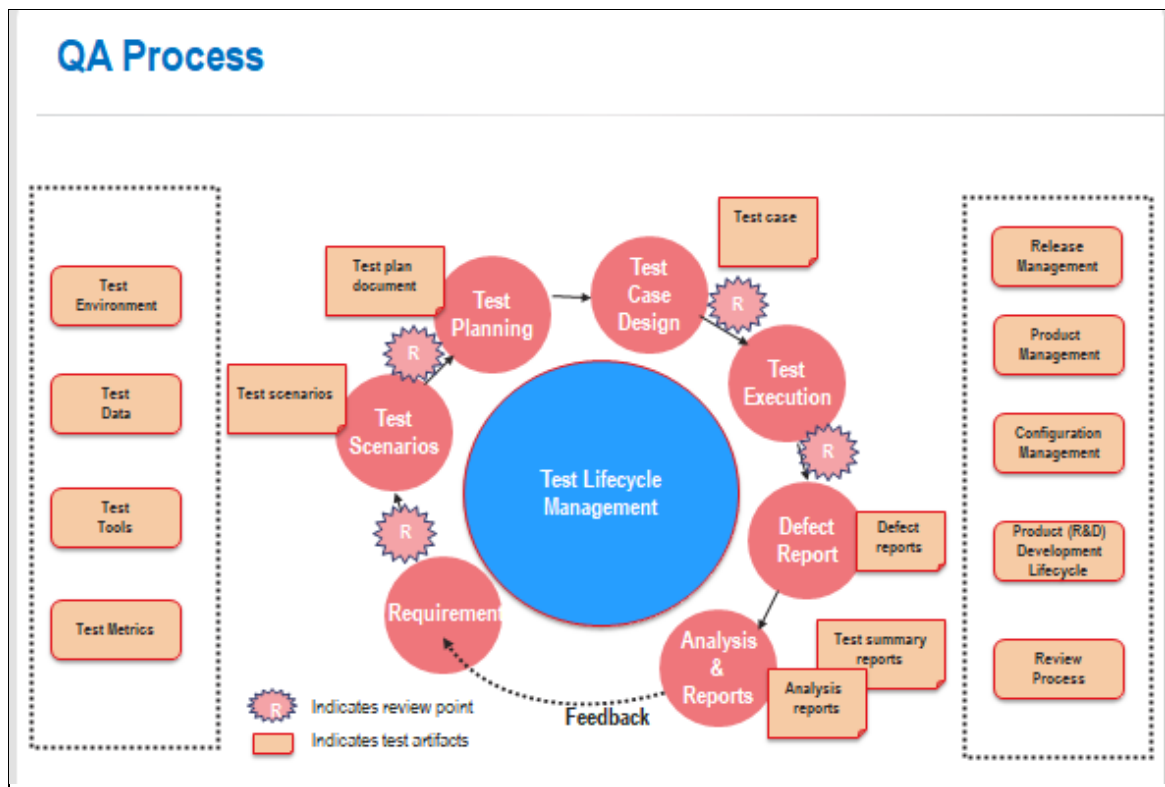 QA Process
Test
Environment
Test
Data
Test
Tools
Test Metrics
Test scenarios
Test plan
document
Test case
Test
Planning
Test
Case
Design
R
R
Test
Scenarios
Test
Execution
R
R
Requirement
Test Lifecycle
Management
Defect
Report
Defect
reports
Analysis
&
Reports
Test summary
reports
Analysis
reports
Feedback
R
Indicates review point
Indicates test artifacts
Release
Management
Product
Management
Configuration
Management
Product (R&D)
Development
Lifecycle
Review
Process